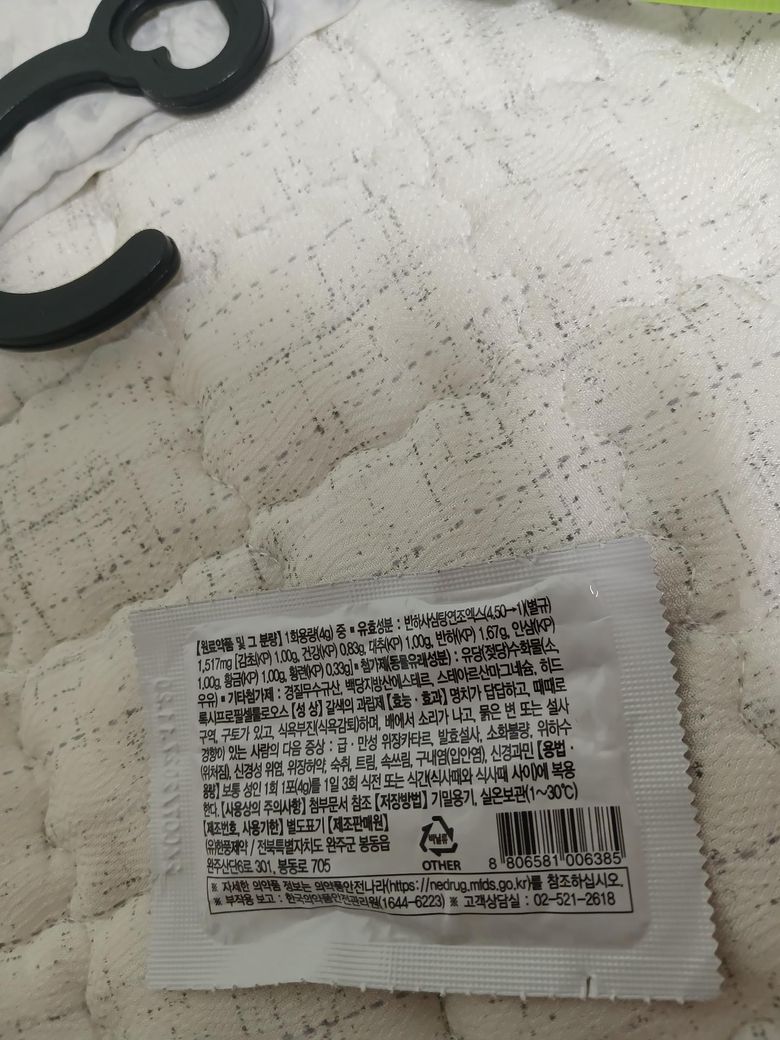 【원료약품 및 그 분량】 1회용량(4g) 중 ▪ 유효성분 : 반하사심탕연조엑스(4.50→1)(별규)
1,517mg [감초(KP) 1.00g, 건강(KP) 0.83g, 대추(KP) 1.00g, 반하(KP) 1.67g, 인삼(KP)
1.00g, 황금(KP) 1.00g, 황련(KP) 0.33g] ▪ 첨가제(동물유래성분) : 유당(젖당)수화물(소,
우유) ▪ 기타첨가제 : 경질무수규산, 백당지방산에스테르, 스테아르산마그네슘, 히드
록시프로필셀룰로오스 【성 상】 갈색의 과립제 【효능 · 효과】 명치가 답답하고, 때때로
구역, 구토가 있고, 식욕부진(식욕감퇴)하며, 배에서 소리가 나고, 묽은 변 또는 설사
경향이 있는 사람의 다음 증상 : 급 · 만성 위장카타르, 발효설사, 소화불량, 위하수
(위처짐), 신경성 위염, 위장허약, 숙취, 트림, 속쓰림, 구내염(입안염), 신경과민 【용법 ·
용량】 보통 성인 1회 1포(4g)를 1일 3회 식전 또는 식간(식사때와 식사때 사이)에 복용
한다. 【사용상의 주의사항】 첨부문서 참조 【저장방법】 기밀용기, 실온보관(1~30℃)
【제조번호, 사용기한】 별도표기 【제조판매원】
(유)한풍제약 / 전북특별자치도 완주군 봉동읍
완주산단6로 301, 봉동로 705
비닐류
OTHER
8 806581 006385
※ 자세한 의약품 정보는 의약품안전나라(https://nedrug.mfds.go.kr)를 참조하십시오.
※ 부작용 보고 : 한국의약품안전관리원(1644-6223) ※ 고객상담실 : 02-521-2618